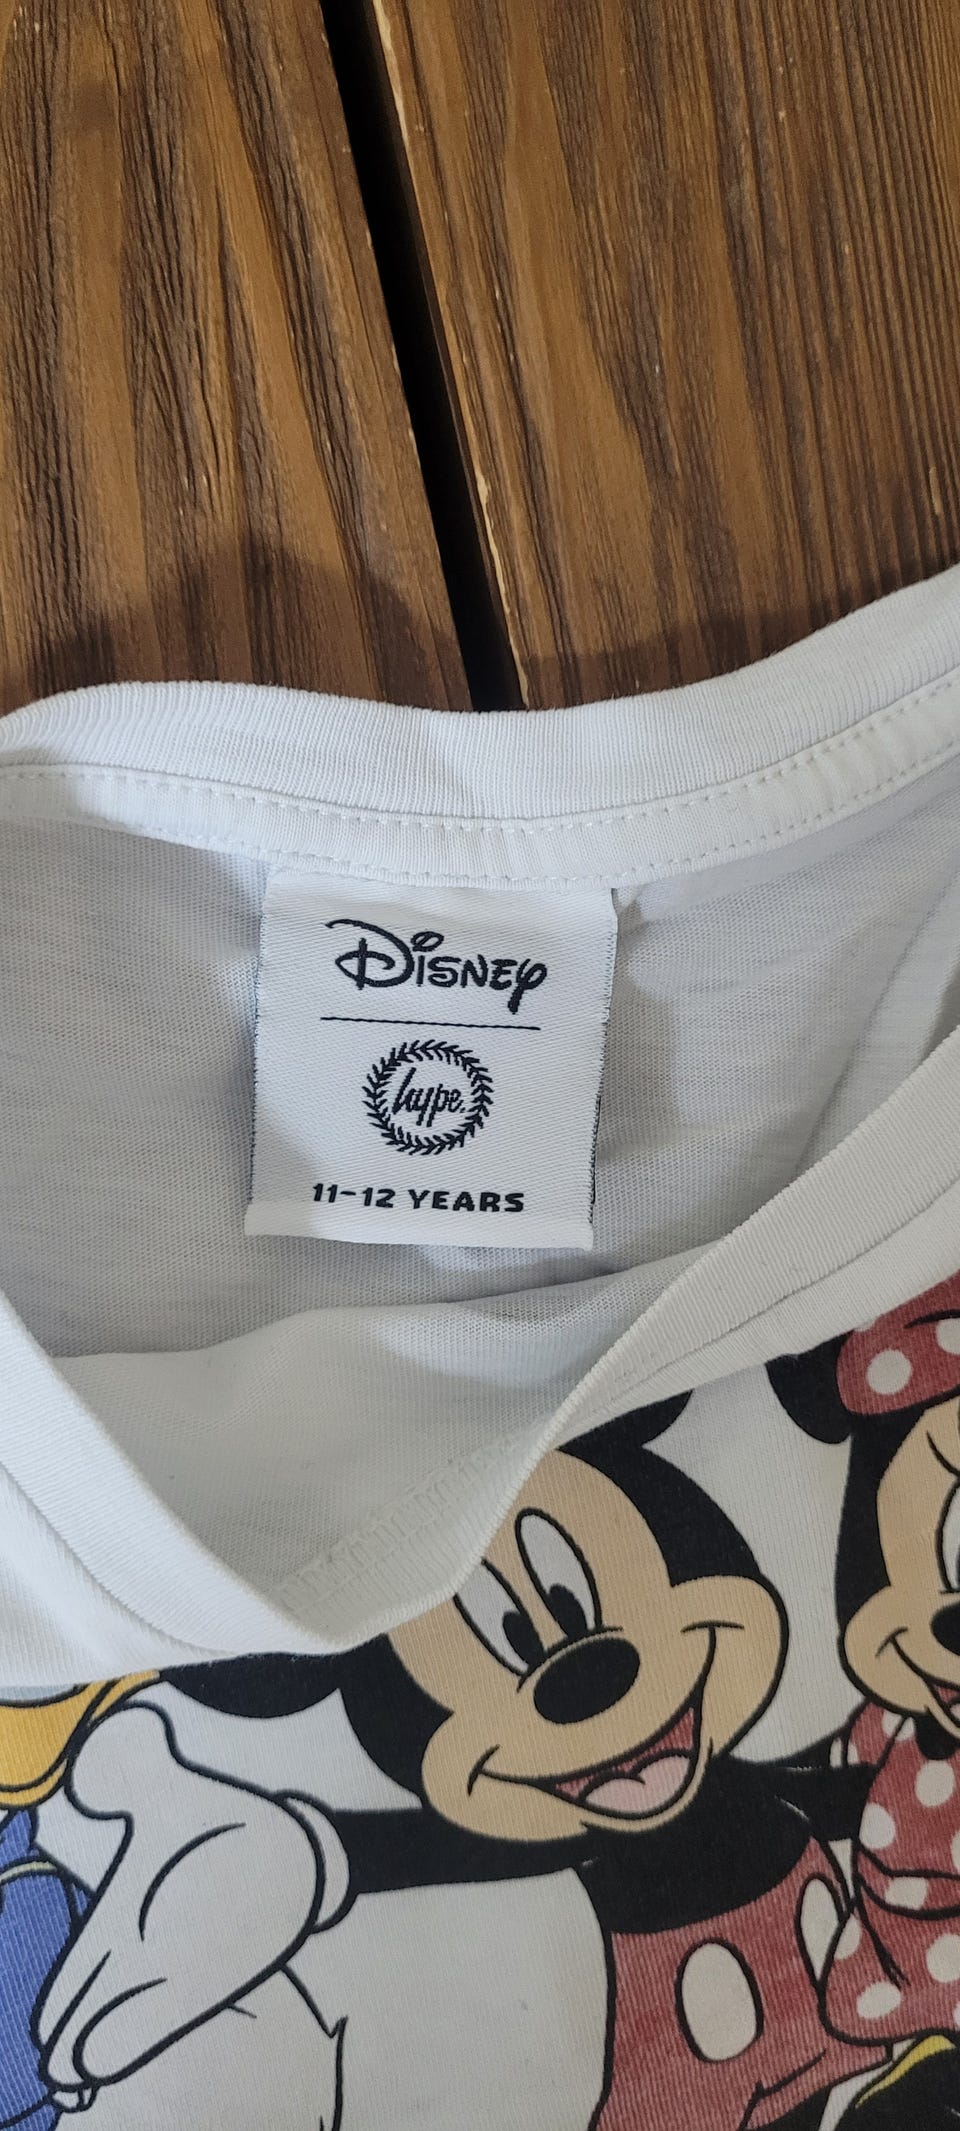 Disney
hype.
11-12 YEARS